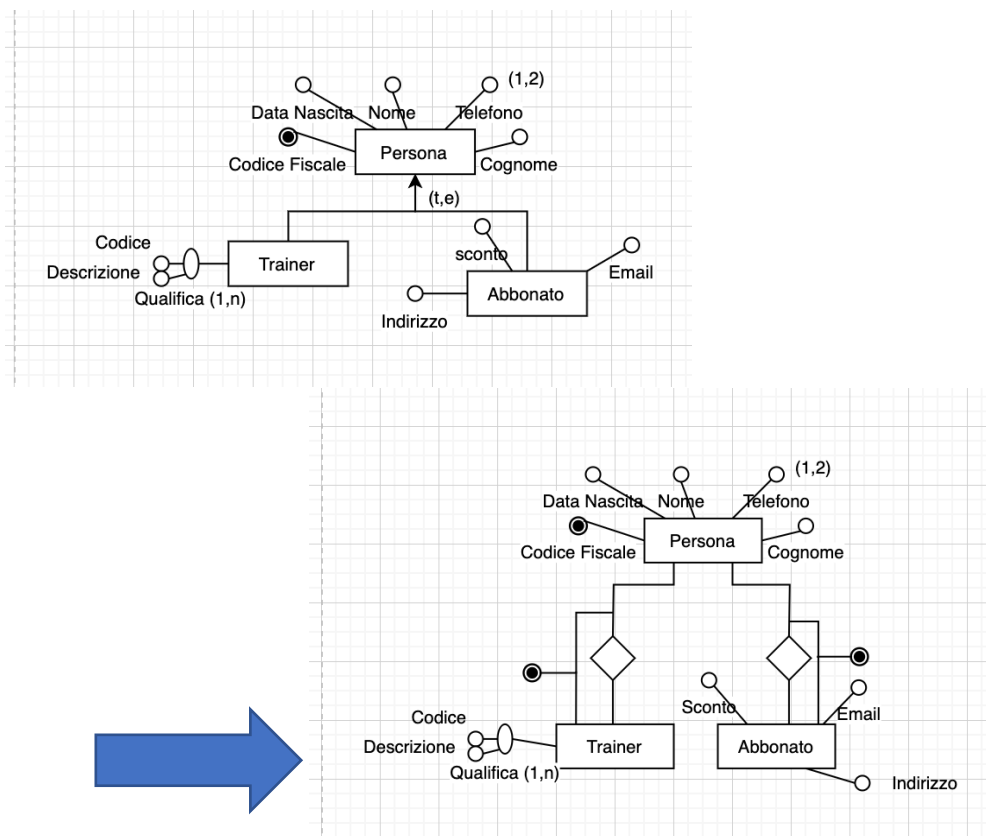 (1,2)
Data Nascita Nome Telefono
Codice Fiscale Persona Cognome
(t,e)
Codice
sconto
Descrizione Trainer Email
Qualifica (1,n) Abbonato
Indirizzo
(1,2)
Data Nascita Nome Telefono
Codice Fiscale Persona Cognome
Sconto Email
Codice
Descrizione Trainer Abbonato
Qualifica (1,n)
Indirizzo